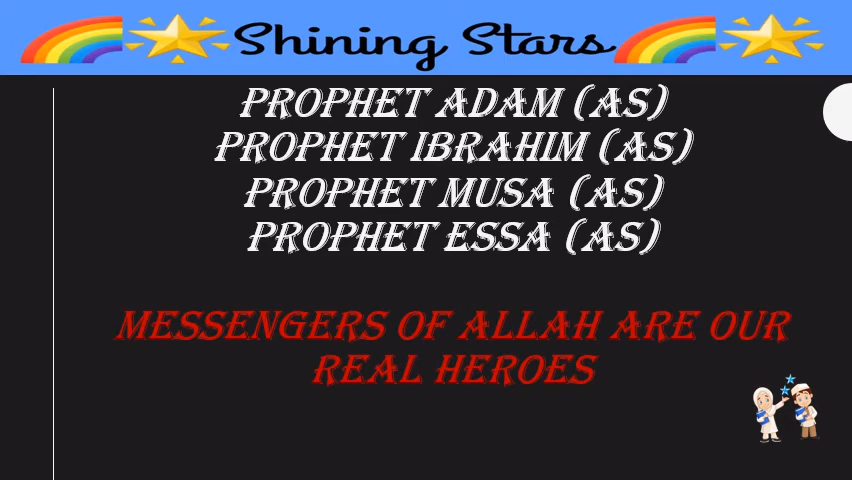 Shining Stars
PROPHET ADAM (AS)
PROPHET IBRAHIM (AS)
PROPHET MUSA (AS)
PROPHET ESSA (AS)
MESSENGERS OF ALLAH ARE OUR
REAL HEROES